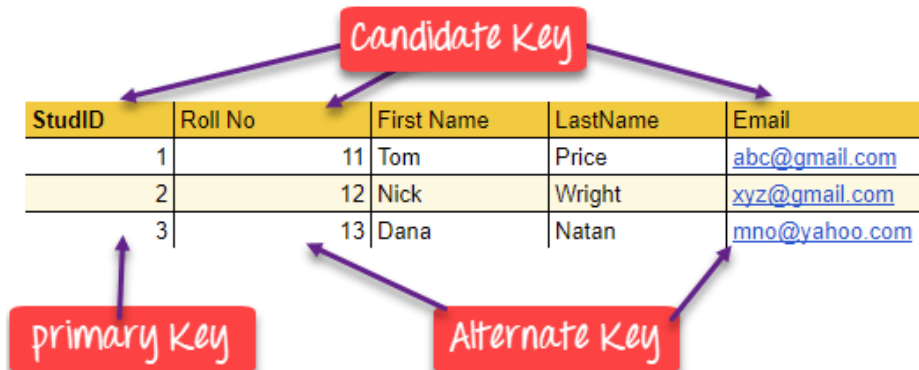 Candidate Key
StudID Roll No First Name LastName Email
1 11 Tom Price abc@gmail.com
2 12 Nick Wright xyz@gmail.com
3 13 Dana Natan mno@yahoo.com
primary Key Alternate Key